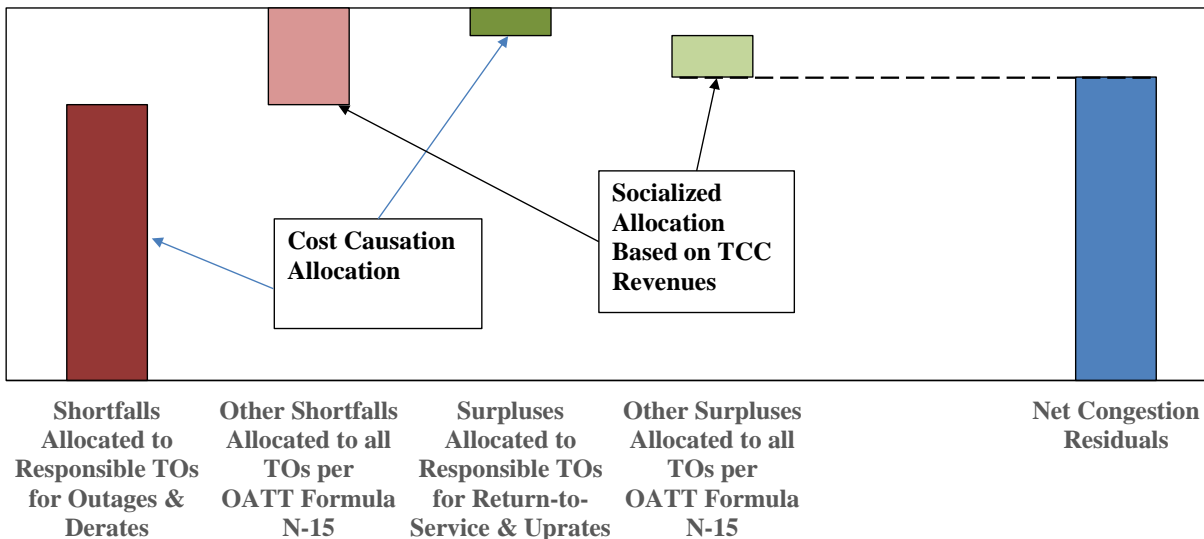 Cost Causation
Allocation
Socialized
Allocation
Based on TCC
Revenues
Shortfalls
Allocated to
Responsible TOs
for Outages &
Derates
Other Shortfalls
Allocated to all
TOs per
OATT Formula
N-15
Surpluses
Allocated to
Responsible TOs
for Return-to-
Service & Uprates
Other Surpluses
Allocated to all
TOs per
OATT Formula
N-15
Net Congestion
Residuals